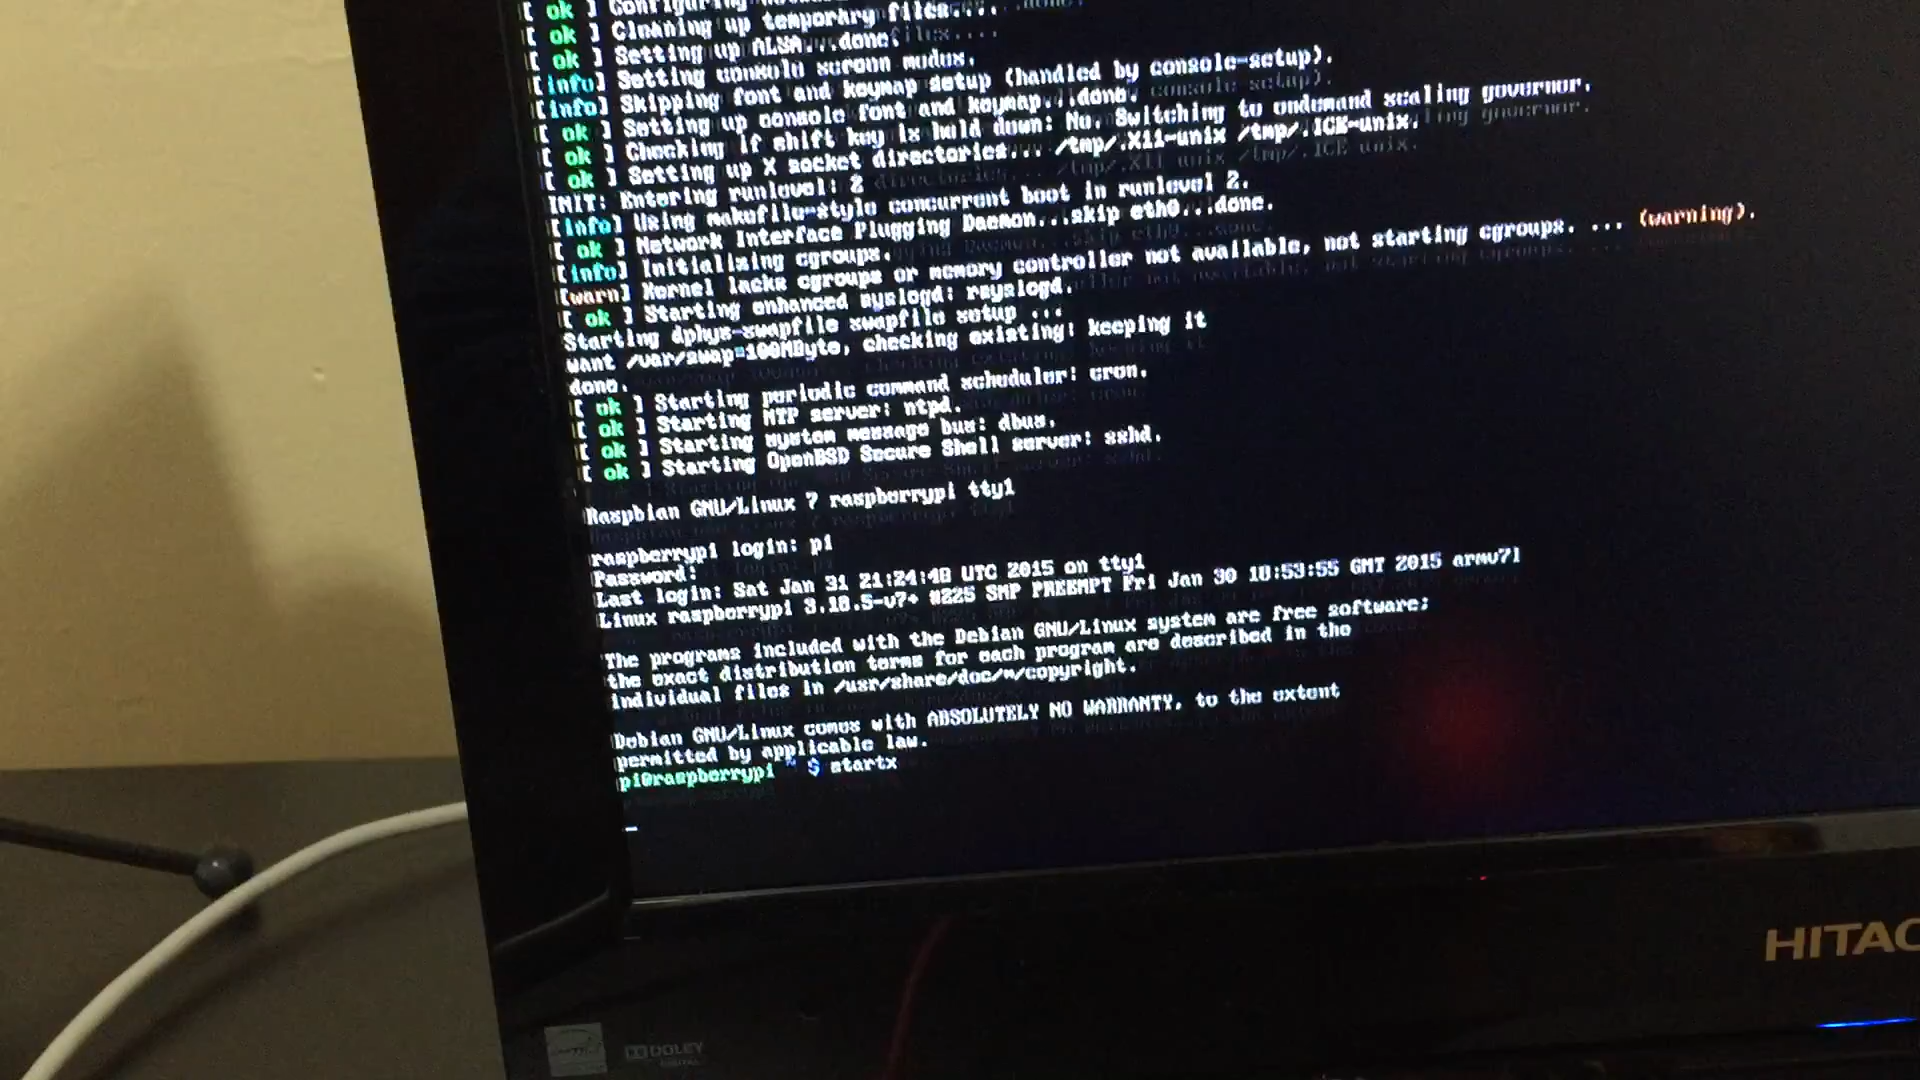 [ ok ] Configuring
[ ok ] Cleaning up temporary files....
[ ok ] Setting up ALSA...done.
[info] Setting console screen modes.
[info] Skipping font and keymap setup (handled by console-setup).
[ ok ] Setting up console font and keymap...done.
[ ok ] Checking if shift key is held down: No. Switching to ondemand scaling governor.
[ ok ] Setting up X socket directories... /tmp/.X11-unix /tmp/.ICE-unix.
INIT: Entering runlevel: 2
[info] Using makefile-style concurrent boot in runlevel 2.
[ ok ] Network Interface Plugging Daemon...skip eth0...done.
[info] Initializing cgroups.
[warn] Kernel lacks cgroups or memory controller not available, not starting cgroups. ... (warning).
[ ok ] Starting enhanced syslogd: rsyslogd.
Starting dphys-swapfile swapfile setup ...
want /var/swap=100MByte, checking existing: keeping it
done.
[ ok ] Starting periodic command scheduler: cron.
[ ok ] Starting NTP server: ntpd.
[ ok ] Starting system message bus: dbus.
[ ok ] Starting OpenBSD Secure Shell server: sshd.
Raspbian GNU/Linux 7 raspberrypi tty1
raspberrypi login: pi
Password:
Last login: Sat Jan 31 21:24:48 UTC 2015 on tty1
Linux raspberrypi 3.18.5-v7+ #225 SMP PREEMPT Fri Jan 30 18:53:55 GMT 2015 armv7l
The programs included with the Debian GNU/Linux system are free software;
the exact distribution terms for each program are described in the
individual files in /usr/share/doc/*/copyright.
Debian GNU/Linux comes with ABSOLUTELY NO WARRANTY, to the extent
permitted by applicable law.
pi@raspberrypi ~ $ startx
HITAC
DOLBY
DIGITAL